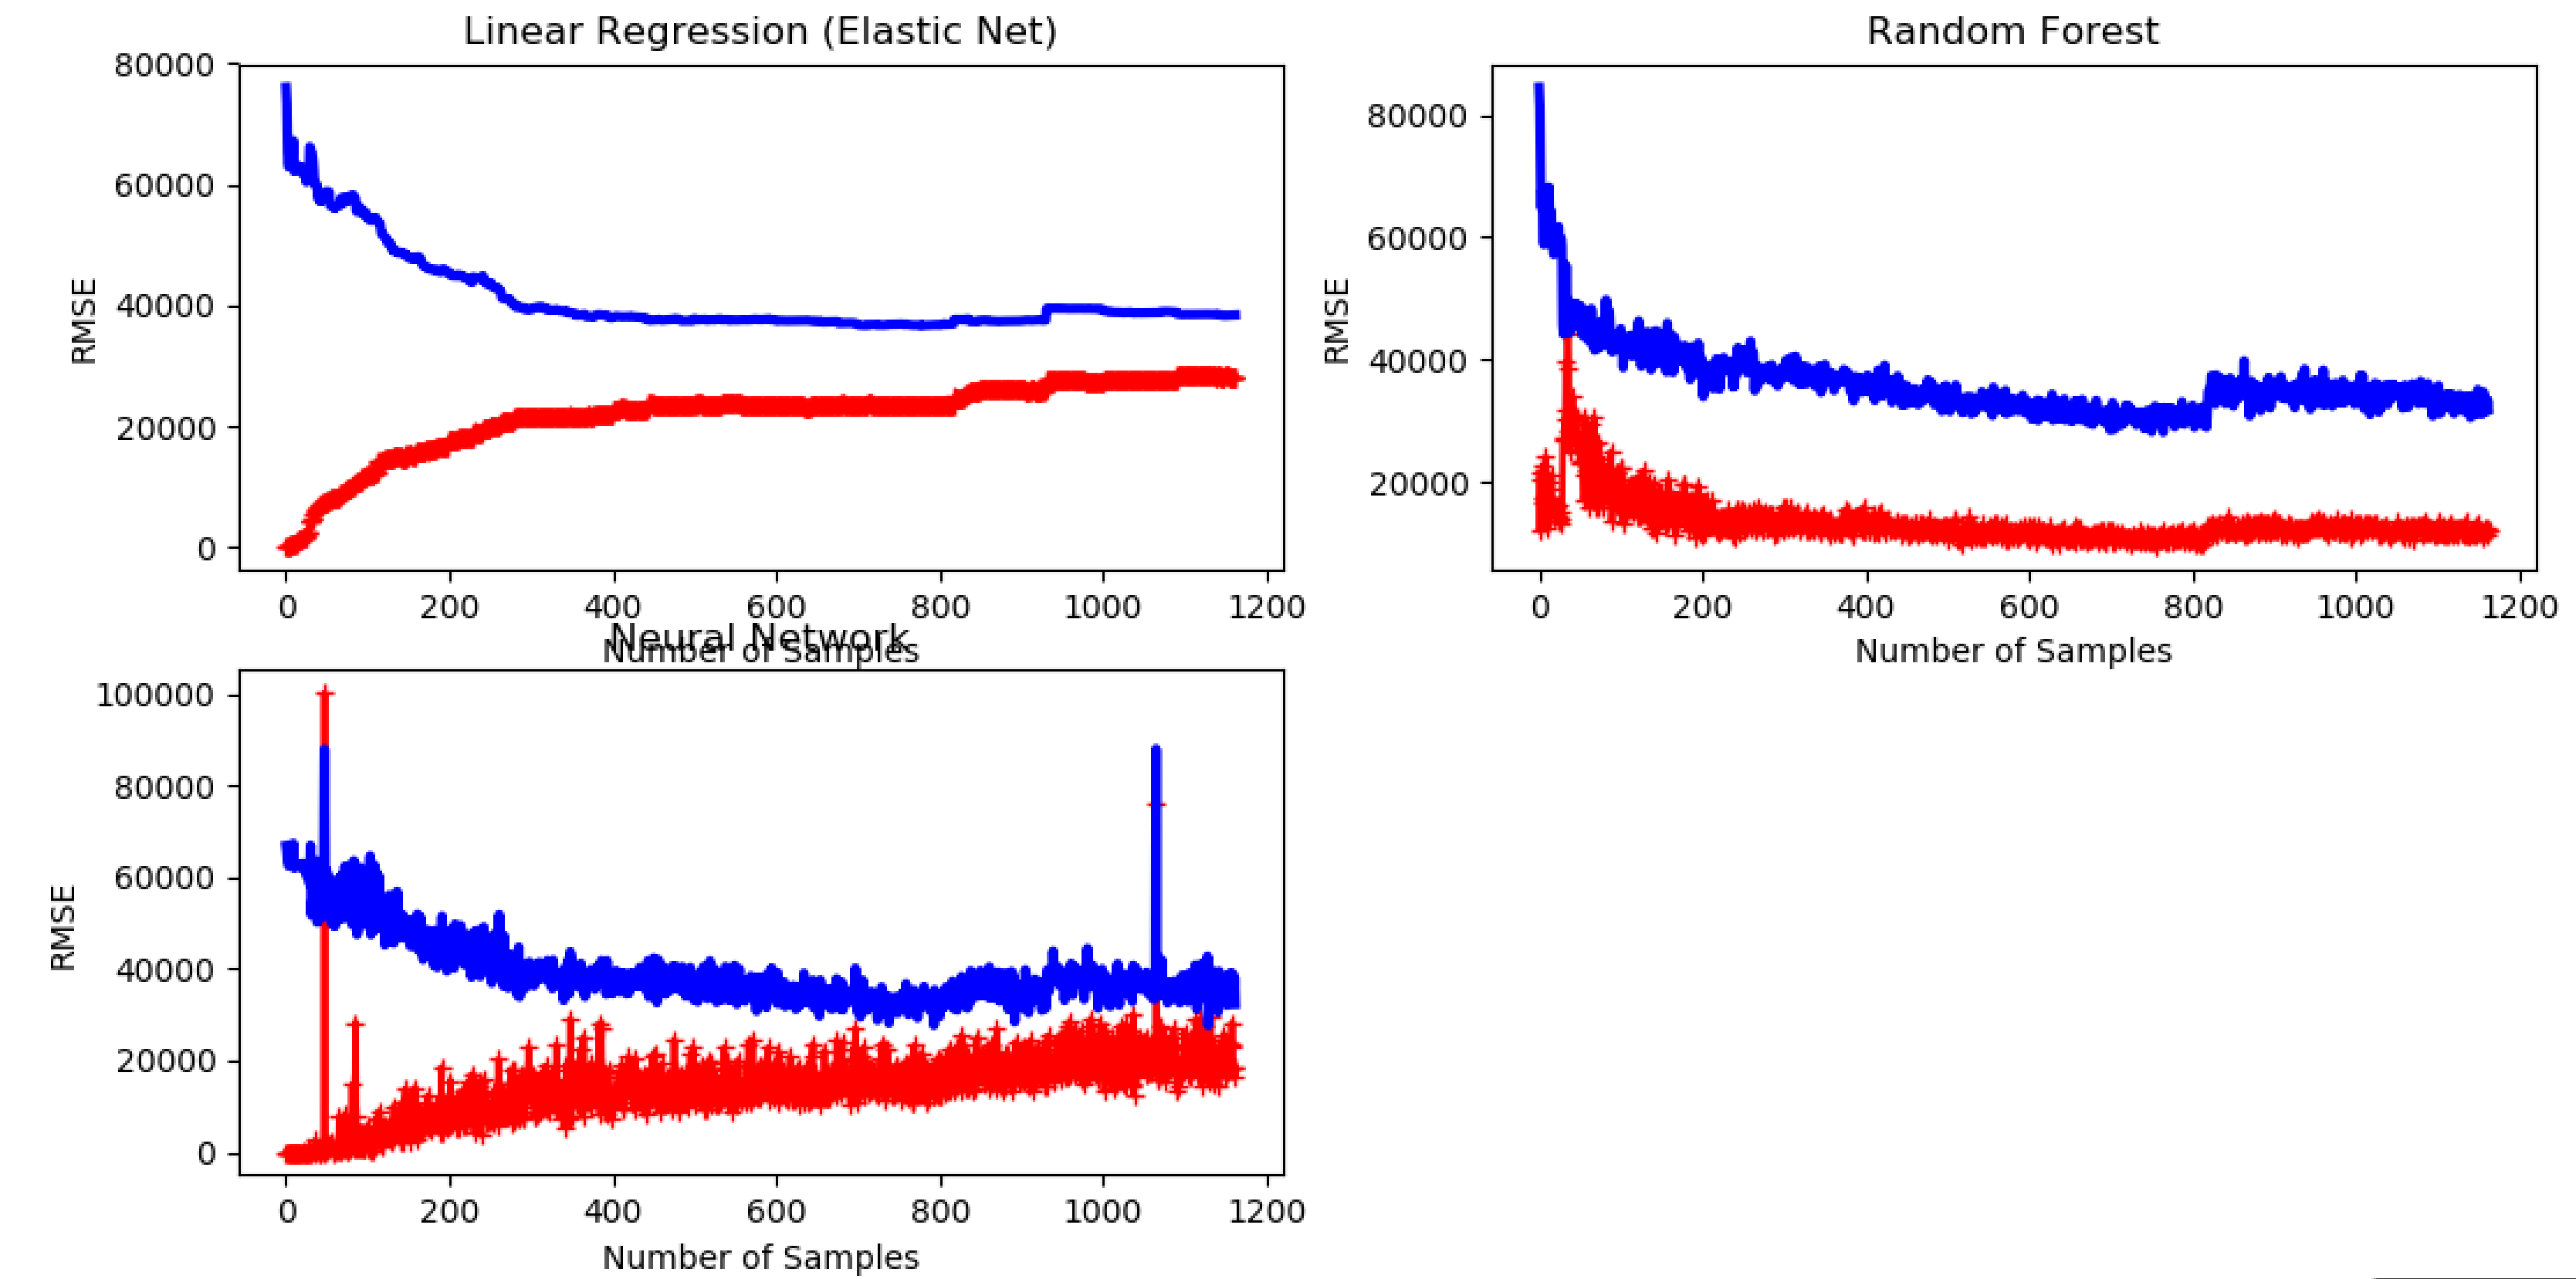 Linear Regression (Elastic Net)
80000
60000
40000
20000
0
RMSE
0 200 400 600 800 1000 1200
Number of Samples
Random Forest
80000
60000
40000
20000
RMSE
0 200 400 600 800 1000 1200
Number of Samples
Neural Network
100000
80000
60000
40000
20000
0
RMSE
0 200 400 600 800 1000 1200
Number of Samples